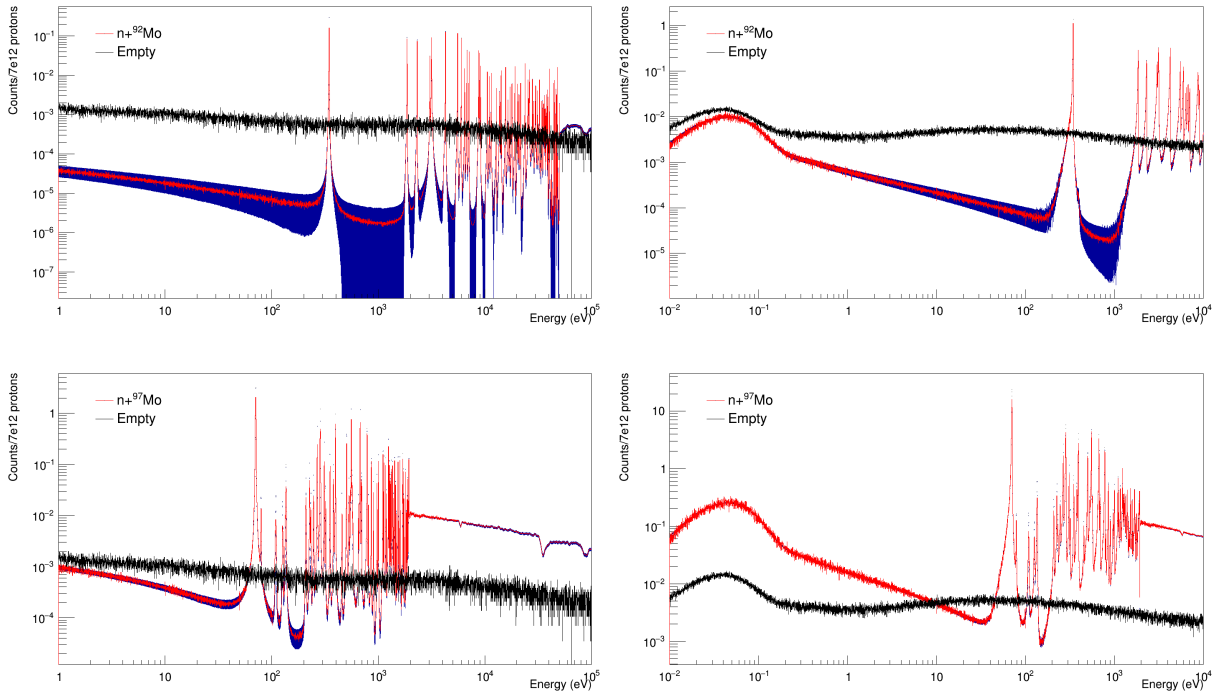 Counts/7e12 protons
n+⁹²Mo
Empty
10⁻¹
10⁻²
10⁻³
10⁻⁴
10⁻⁵
10⁻⁶
10⁻⁷
1 10 10² 10³ 10⁴ 10⁵
Energy (eV)
Counts/7e12 protons
n+⁹²Mo
Empty
1
10⁻¹
10⁻²
10⁻³
10⁻⁴
10⁻⁵
10⁻² 10⁻¹ 1 10 10² 10³ 10⁴
Energy (eV)
Counts/7e12 protons
n+⁹⁷Mo
Empty
1
10⁻¹
10⁻²
10⁻³
10⁻⁴
1 10 10² 10³ 10⁴ 10⁵
Energy (eV)
Counts/7e12 protons
n+⁹⁷Mo
Empty
10
1
10⁻¹
10⁻²
10⁻³
10⁻² 10⁻¹ 1 10 10² 10³ 10⁴
Energy (eV)